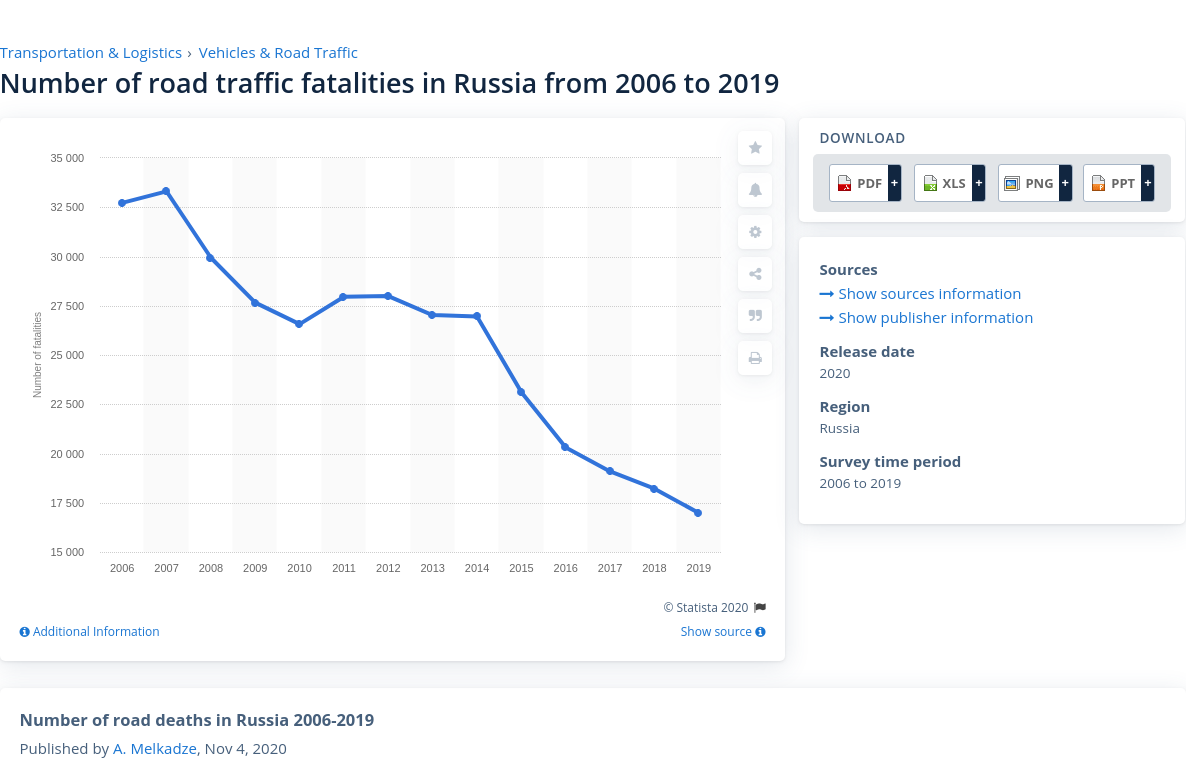 Transportation & Logistics › Vehicles & Road Traffic
Number of road traffic fatalities in Russia from 2006 to 2019
35 000
32 500
30 000
27 500
25 000
22 500
20 000
17 500
15 000
Number of fatalities
2006 2007 2008 2009 2010 2011 2012 2013 2014 2015 2016 2017 2018 2019
© Statista 2020
Additional Information
Show source
DOWNLOAD
PDF + XLS + PNG + PPT +
Sources
Show sources information
Show publisher information
Release date
2020
Region
Russia
Survey time period
2006 to 2019
Number of road deaths in Russia 2006-2019
Published by A. Melkadze, Nov 4, 2020